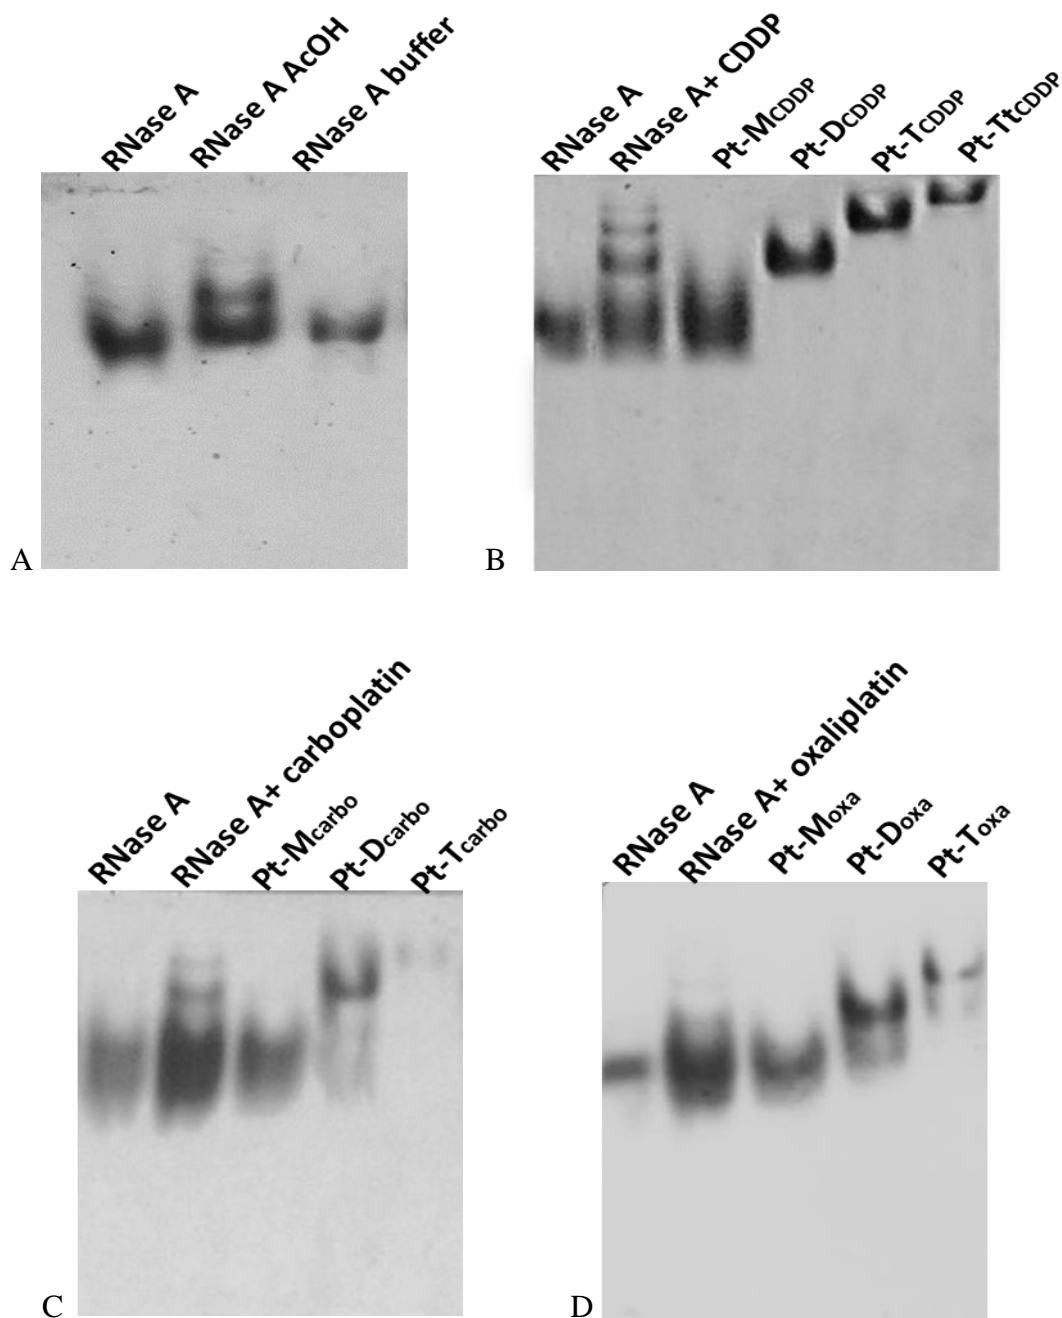 RNase A
RNase A AcOH
RNase A buffer
A
RNase A
RNase A+ CDDP
Pt-MCDDP
Pt-DCDDP
Pt-TCDDP
Pt-TtCDDP
B
RNase A
RNase A+ carboplatin
Pt-Mcarbo
Pt-Dcarbo
Pt-Tcarbo
C
RNase A
RNase A+ oxaliplatin
Pt-Moxa
Pt-Doxa
Pt-Toxa
D